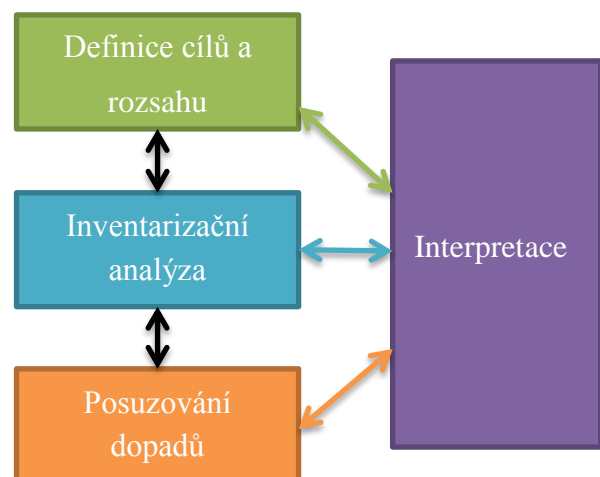 Definice cílů a
rozsahu
Inventarizační
analýza
Interpretace
Posuzování
dopadů